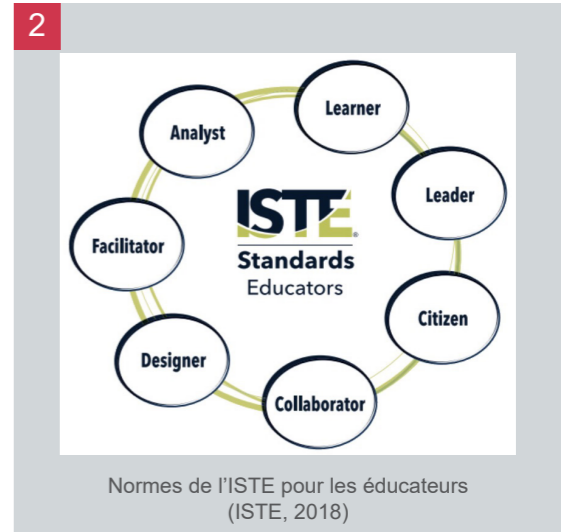 2
Learner
Analyst
Leader
ISTE®
Facilitator
Standards
Educators
Citizen
Designer
Collaborator
Normes de l'ISTE pour les éducateurs
(ISTE, 2018)